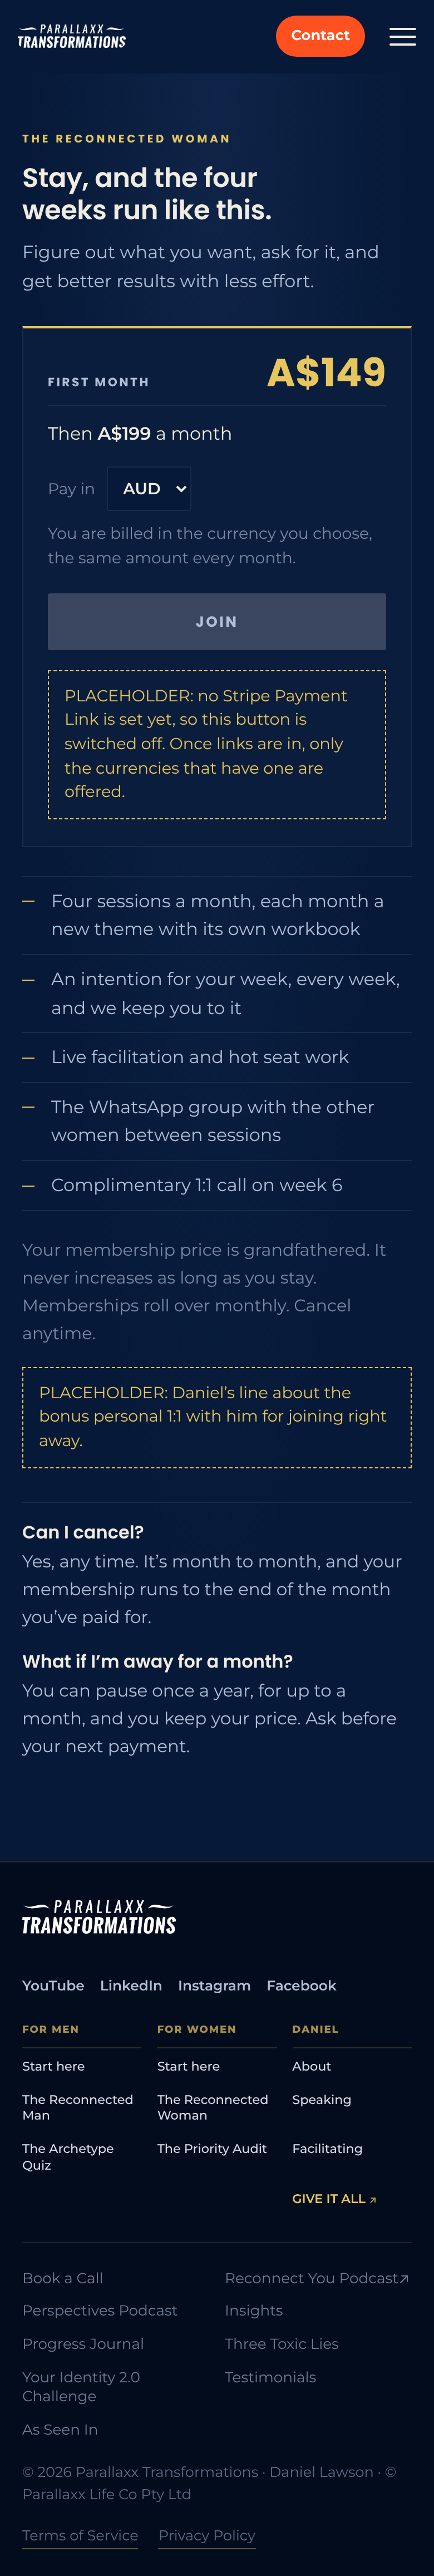 PARALLAXX
TRANSFORMATIONS
Contact
THE RECONNECTED WOMAN
Stay, and the four
weeks run like this.
Figure out what you want, ask for it, and
get better results with less effort.
FIRST MONTH
A$149
Then A$199 a month
Pay in
AUD
You are billed in the currency you choose,
the same amount every month.
JOIN
PLACEHOLDER: no Stripe Payment
Link is set yet, so this button is
switched off. Once links are in, only
the currencies that have one are
offered.
— Four sessions a month, each month a
new theme with its own workbook
— An intention for your week, every week,
and we keep you to it
— Live facilitation and hot seat work
— The WhatsApp group with the other
women between sessions
— Complimentary 1:1 call on week 6
Your membership price is grandfathered. It
never increases as long as you stay.
Memberships roll over monthly. Cancel
anytime.
PLACEHOLDER: Daniel’s line about the
bonus personal 1:1 with him for joining right
away.
Can I cancel?
Yes, any time. It’s month to month, and your
membership runs to the end of the month
you’ve paid for.
What if I’m away for a month?
You can pause once a year, for up to a
month, and you keep your price. Ask before
your next payment.
PARALLAXX
TRANSFORMATIONS
YouTube LinkedIn Instagram Facebook
FOR MEN
Start here
The Reconnected
Man
The Archetype
Quiz
FOR WOMEN
Start here
The Reconnected
Woman
The Priority Audit
DANIEL
About
Speaking
Facilitating
GIVE IT ALL ↗
Book a Call
Reconnect You Podcast↗
Perspectives Podcast
Insights
Progress Journal
Three Toxic Lies
Your Identity 2.0
Challenge
Testimonials
As Seen In
© 2026 Parallaxx Transformations · Daniel Lawson · ©
Parallaxx Life Co Pty Ltd
Terms of Service Privacy Policy